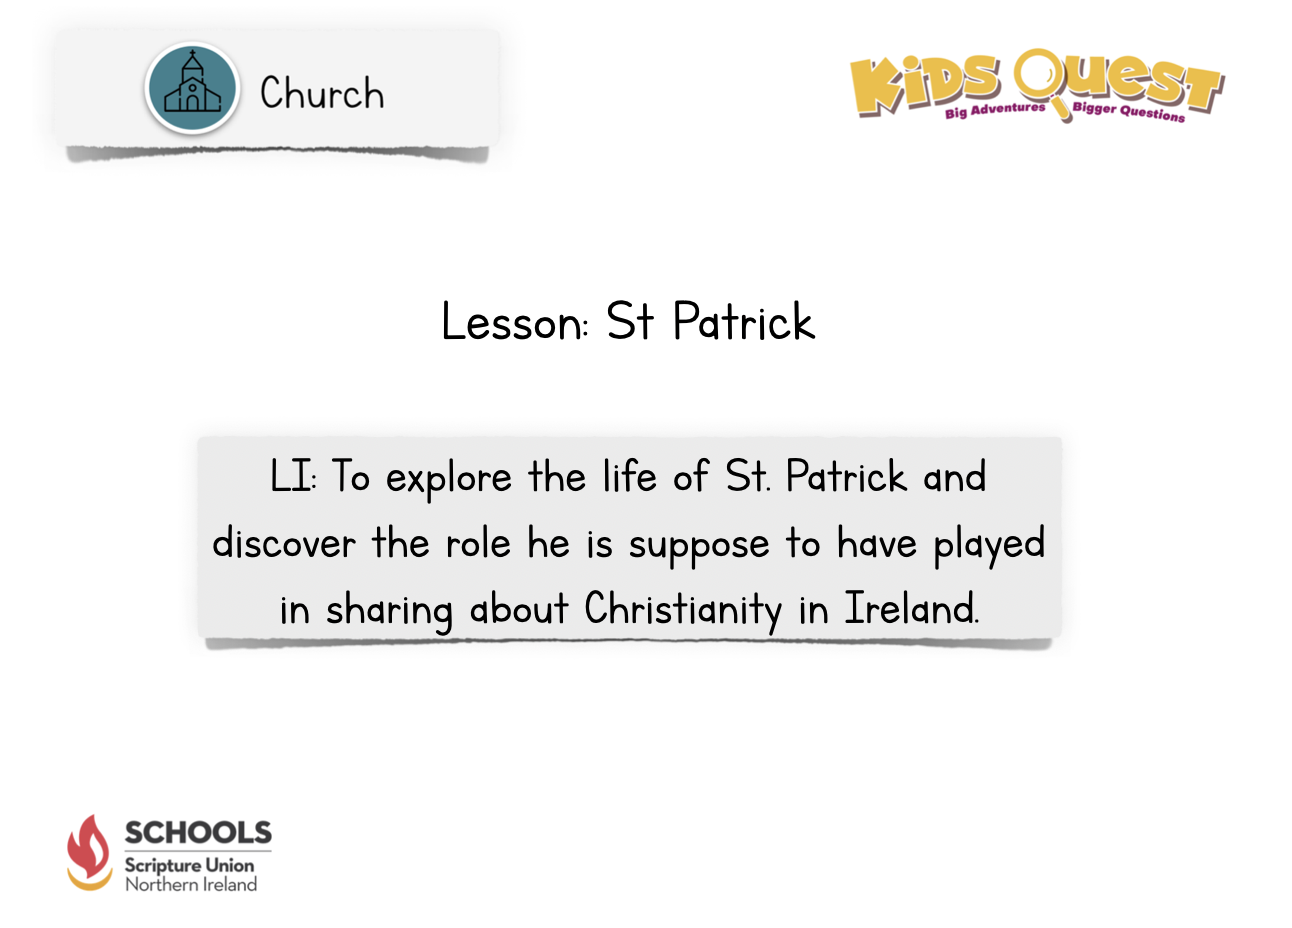 Church
KiDS QuesT
Big Adventures Bigger Questions
Lesson: St Patrick
LI: To explore the life of St. Patrick and
discover the role he is suppose to have played
in sharing about Christianity in Ireland.
SCHOOLS
Scripture Union
Northern Ireland